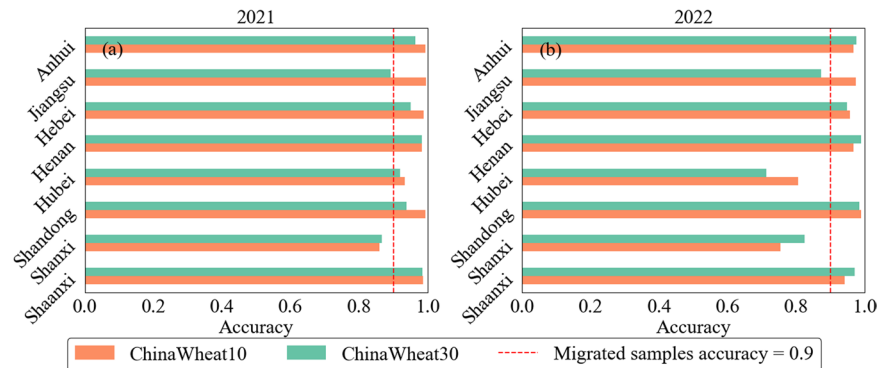 2021
(a)
Anhui
Jiangsu
Hebei
Henan
Hubei
Shandong
Shanxi
Shaanxi
0.0 0.2 0.4 0.6 0.8 1.0
Accuracy
2022
(b)
Anhui
Jiangsu
Hebei
Henan
Hubei
Shandong
Shanxi
Shaanxi
0.0 0.2 0.4 0.6 0.8 1.0
Accuracy
ChinaWheat10 ChinaWheat30 Migrated samples accuracy = 0.9